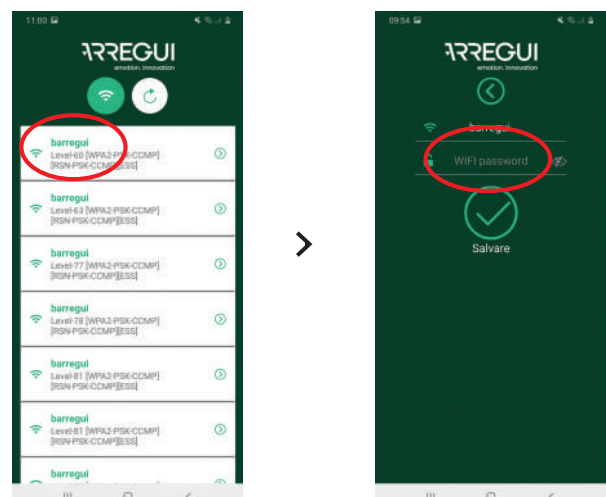 11:00
ARREGUI
emotion. innovation
barregui
Level-60 [WPA2-PSK-CCMP]
[RSN-PSK-CCMP][ESS]
barregui
Level-63 [WPA2-PSK-CCMP]
[RSN-PSK-CCMP][ESS]
barregui
Level-77 [WPA2-PSK-CCMP]
[RSN-PSK-CCMP][ESS]
barregui
Level-78 [WPA2-PSK-CCMP]
[RSN-PSK-CCMP][ESS]
barregui
Level-81 [WPA2-PSK-CCMP]
[RSN-PSK-CCMP][ESS]
barregui
Level-81 [WPA2-PSK-CCMP]
[RSN-PSK-CCMP][ESS]
barregui
09:54
ARREGUI
emotion. innovation
barregui
WIFI password
Salvare